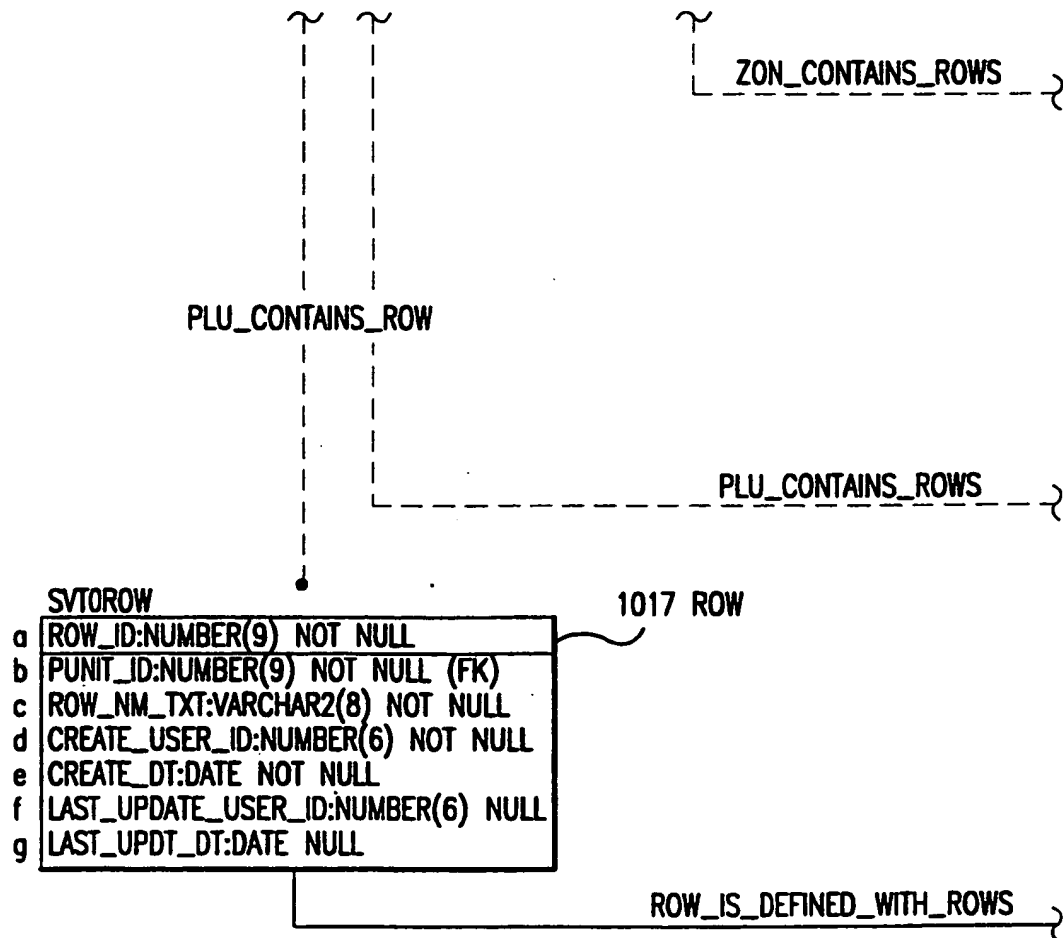 ZON_CONTAINS_ROWS
PLU_CONTAINS_ROW
PLU_CONTAINS_ROWS
SVTOROW
1017 ROW
a ROW_ID:NUMBER(9) NOT NULL
b PUNIT_ID:NUMBER(9) NOT NULL (FK)
c ROW_NM_TXT:VARCHAR2(8) NOT NULL
d CREATE_USER_ID:NUMBER(6) NOT NULL
e CREATE_DT:DATE NOT NULL
f LAST_UPDATE_USER_ID:NUMBER(6) NULL
g LAST_UPDT_DT:DATE NULL
ROW_IS_DEFINED_WITH_ROWS